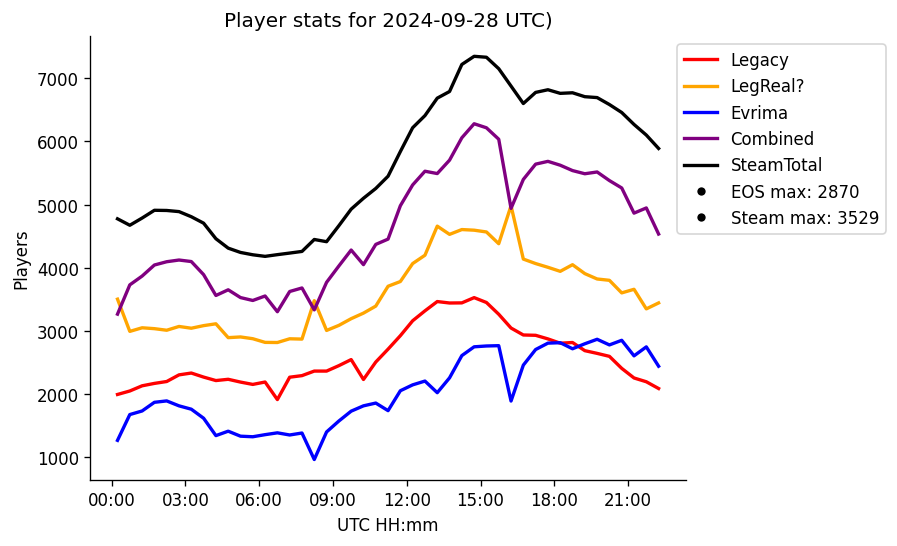 Player stats for 2024-09-28 UTC)
Legacy
LegReal?
Evrima
Combined
SteamTotal
EOS max: 2870
Steam max: 3529
Players
7000
6000
5000
4000
3000
2000
1000
00:00 03:00 06:00 09:00 12:00 15:00 18:00 21:00
UTC HH:mm